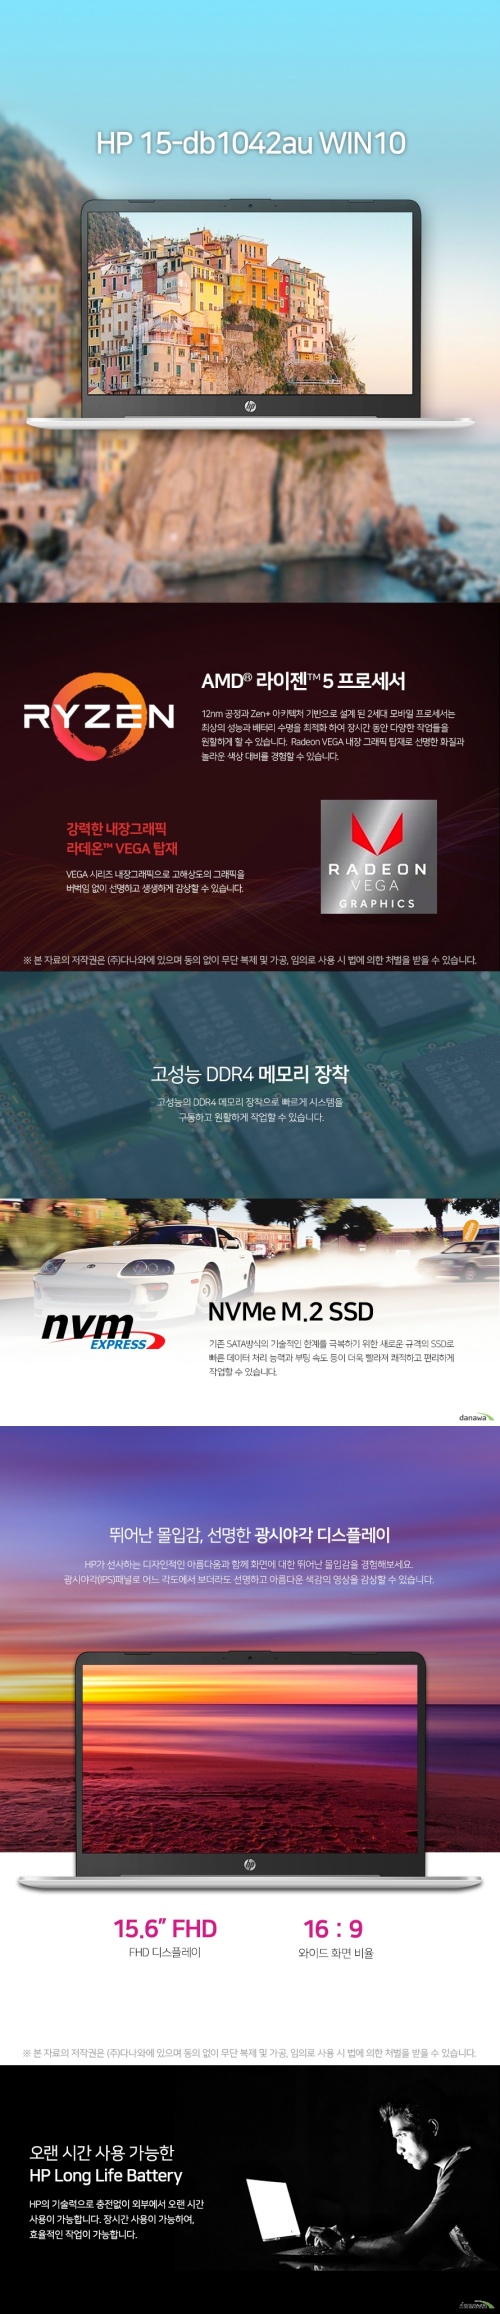 HP 15-db1042au WIN10
hp
RYZEN
AMD® 라이젠™ 5 프로세서
12nm 공정과 Zen+ 아키텍처 기반으로 설계 된 2세대 모바일 프로세서는
최상의 성능과 배터리 수명을 최적화 하여 장시간 동안 다양한 작업들을
원활하게 할 수 있습니다. Radeon VEGA 내장 그래픽 탑재로 선명한 화질과
놀라운 색상 대비를 경험할 수 있습니다.
강력한 내장그래픽
라데온™ VEGA 탑재
VEGA 시리즈 내장그래픽으로 고해상도의 그래픽을
버벅임 없이 선명하고 생생하게 감상할 수 있습니다.
RADEON
VEGA
GRAPHICS
※ 본 자료의 저작권은 (주)다나와에 있으며 동의 없이 무단 복제 및 가공, 임의로 사용 시 법에 의한 처벌을 받을 수 있습니다.
고성능 DDR4 메모리 장착
고성능의 DDR4 메모리 장착으로 빠르게 시스템을
구동하고 원활하게 작업할 수 있습니다.
nvm
EXPRESS
NVMe M.2 SSD
기존 SATA방식의 기술적인 한계를 극복하기 위한 새로운 규격의 SSD로
빠른 데이터 처리 능력과 부팅 속도 등이 더욱 빨라져 쾌적하고 편리하게
작업할 수 있습니다.
danawa
뛰어난 몰입감, 선명한 광시야각 디스플레이
HP가 선사하는 디자인적인 아름다움과 함께 화면에 대한 뛰어난 몰입감을 경험해보세요.
광시야각(IPS)패널로 어느 각도에서 보더라도 선명하고 아름다운 색감의 영상을 감상할 수 있습니다.
hp
15.6” FHD
FHD 디스플레이
16 : 9
와이드 화면 비율
※ 본 자료의 저작권은 (주)다나와에 있으며 동의 없이 무단 복제 및 가공, 임의로 사용 시 법에 의한 처벌을 받을 수 있습니다.
오랜 시간 사용 가능한
HP Long Life Battery
HP의 기술력으로 충전없이 외부에서 오랜 시간
사용이 가능합니다. 장시간 사용이 가능하여,
효율적인 작업이 가능합니다.
danawa